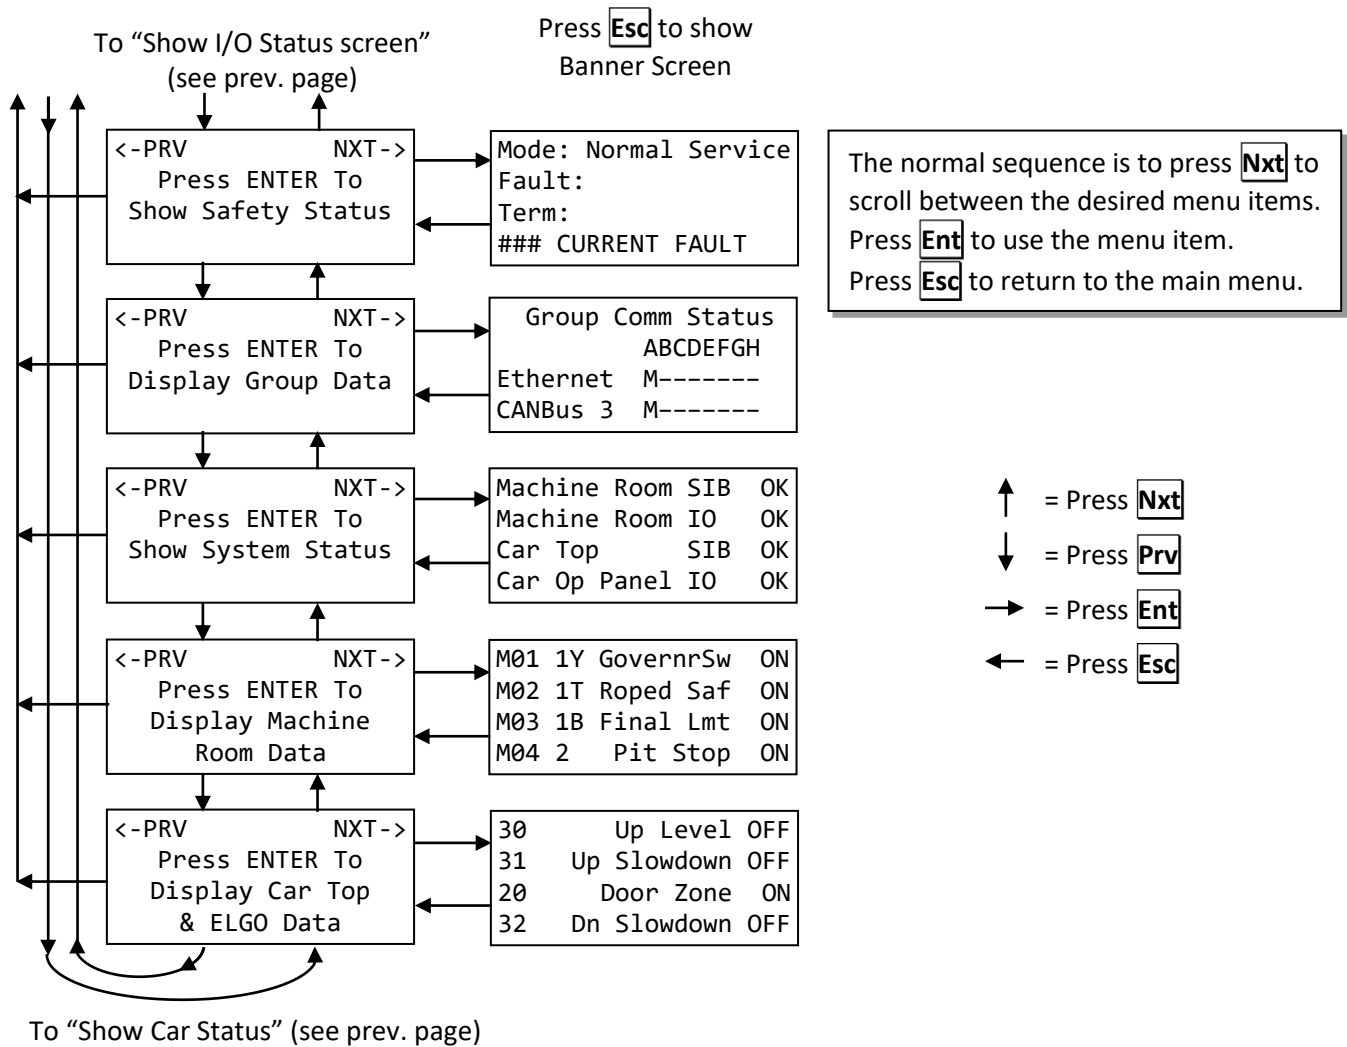 To “Show I/O Status screen”
(see prev. page)
Press Esc to show
Banner Screen
<-PRV NXT->
Press ENTER To
Show Safety Status
Mode: Normal Service
Fault:
Term:
### CURRENT FAULT
The normal sequence is to press Nxt to
scroll between the desired menu items.
Press Ent to use the menu item.
Press Esc to return to the main menu.
<-PRV NXT->
Press ENTER To
Display Group Data
Group Comm Status
ABCDEFGH
Ethernet M-------
CANBus 3 M-------
<-PRV NXT->
Press ENTER To
Show System Status
Machine Room SIB OK
Machine Room IO OK
Car Top SIB OK
Car Op Panel IO OK
= Press Nxt
= Press Prv
= Press Ent
= Press Esc
<-PRV NXT->
Press ENTER To
Display Machine
Room Data
M01 1Y GovernrSw ON
M02 1T Roped Saf ON
M03 1B Final Lmt ON
M04 2 Pit Stop ON
<-PRV NXT->
Press ENTER To
Display Car Top
& ELGO Data
30 Up Level OFF
31 Up Slowdown OFF
20 Door Zone ON
32 Dn Slowdown OFF
To “Show Car Status” (see prev. page)